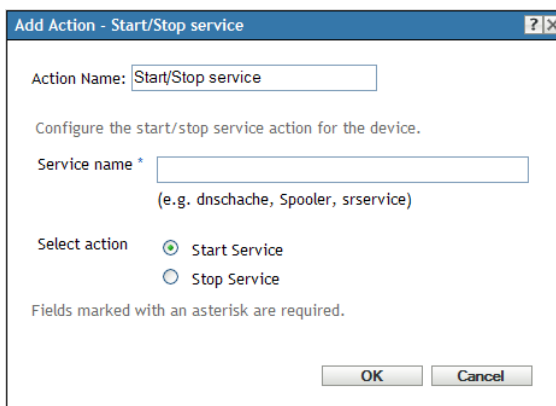 Add Action - Start/Stop service ? X
Action Name: Start/Stop service
Configure the start/stop service action for the device.
Service name *
(e.g. dnschache, Spooler, srservice)
Select action Start Service
Stop Service
Fields marked with an asterisk are required.
OK Cancel